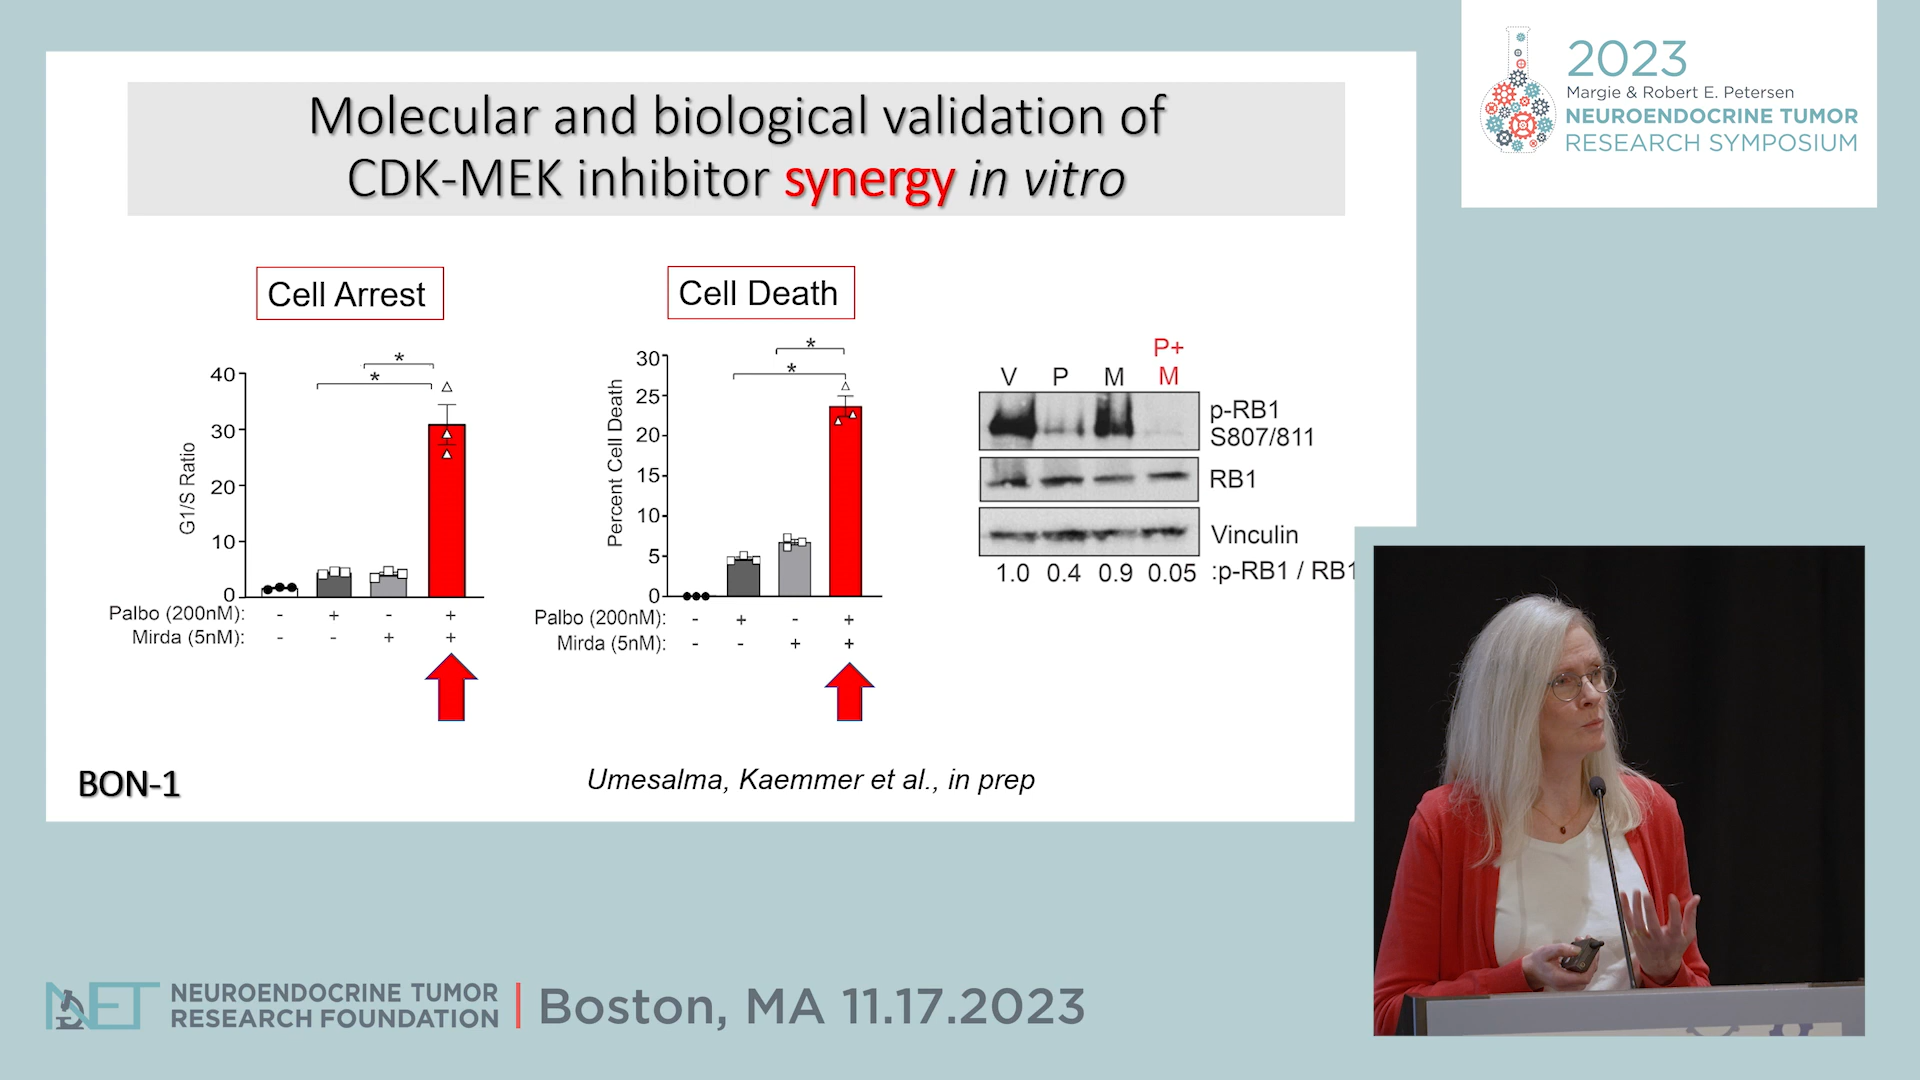 Molecular and biological validation of
CDK-MEK inhibitor synergy in vitro
Cell Arrest
G1/S Ratio
40
30
20
10
0
*
*
Palbo (200nM): - + - +
Mirda (5nM): - - + +
Cell Death
Percent Cell Death
30
25
20
15
10
5
0
*
*
Palbo (200nM): - + - +
Mirda (5nM): - - + +
P+
V P M M
p-RB1
S807/811
RB1
Vinculin
1.0 0.4 0.9 0.05 :p-RB1 / RB1
BON-1
Umesalma, Kaemmer et al., in prep
2023
Margie & Robert E. Petersen
NEUROENDOCRINE TUMOR
RESEARCH SYMPOSIUM
NET
NEUROENDOCRINE TUMOR
RESEARCH FOUNDATION
Boston, MA 11.17.2023